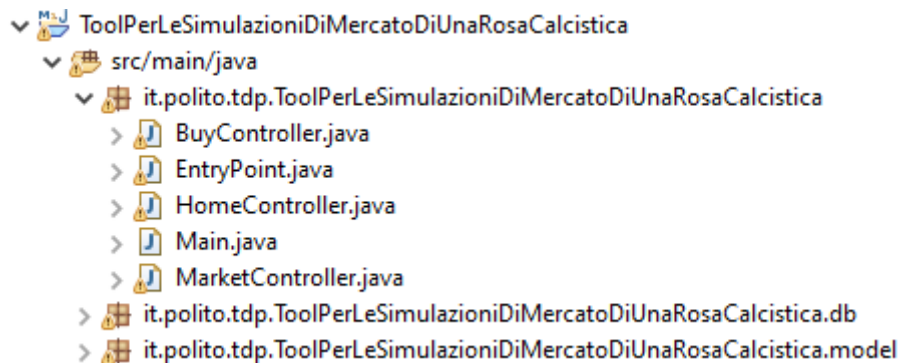 ToolPerLeSimulazioniDiMercatoDiUnaRosaCalcistica
src/main/java
it.polito.tdp.ToolPerLeSimulazioniDiMercatoDiUnaRosaCalcistica
BuyController.java
EntryPoint.java
HomeController.java
Main.java
MarketController.java
it.polito.tdp.ToolPerLeSimulazioniDiMercatoDiUnaRosaCalcistica.db
it.polito.tdp.ToolPerLeSimulazioniDiMercatoDiUnaRosaCalcistica.model